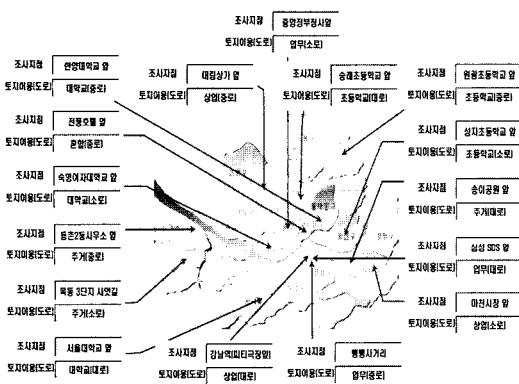 조사지점 중앙정부청사앞
토지이용(도로) 업무(소로)
조사지점 한양대학교 앞
토지이용(도로) 대학교(중로)
조사지점 대림상가 앞
토지이용(도로) 상업(중로)
조사지점 숭례초등학교 앞
토지이용(도로) 초등학교(대로)
조사지점 원광초등학교 앞
토지이용(도로) 초등학교(중로)
조사지점 전풍호텔 앞
토지이용(도로) 혼합(중로)
조사지점 성지초등학교 앞
토지이용(도로) 초등학교(소로)
조사지점 숙명여자대학교 앞
토지이용(도로) 대학교(소로)
조사지점 송이공원 앞
토지이용(도로) 주거(대로)
조사지점 등촌2동사무소 앞
토지이용(도로) 주거(중로)
조사지점 삼성 SDS 앞
토지이용(도로) 업무(대로)
조사지점 목동 3단지 샛길
토지이용(도로) 주거(소로)
조사지점 마천시장 앞
토지이용(도로) 상업(소로)
조사지점 서울대학교 앞
토지이용(도로) 대학교(대로)
조사지점 강남역(씨티극장앞)
토지이용(도로) 상업(대로)
조사지점 뱅뱅사거리
토지이용(도로) 업무(중로)